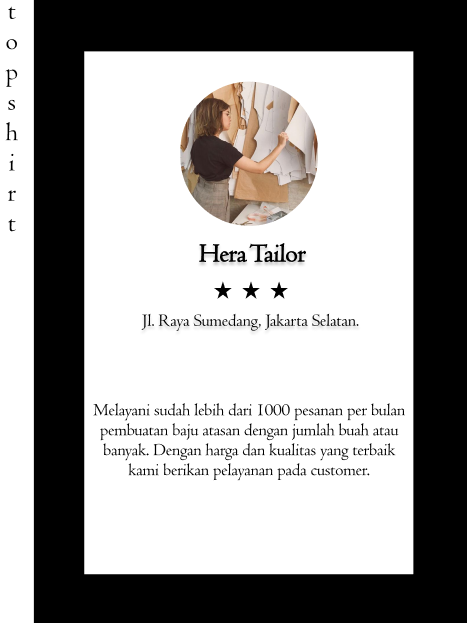 topshirt
Hera Tailor
★ ★ ★
Jl. Raya Sumedang, Jakarta Selatan.
Melayani sudah lebih dari 1000 pesanan per bulan
pembuatan baju atasan dengan jumlah buah atau
banyak. Dengan harga dan kualitas yang terbaik
kami berikan pelayanan pada customer.